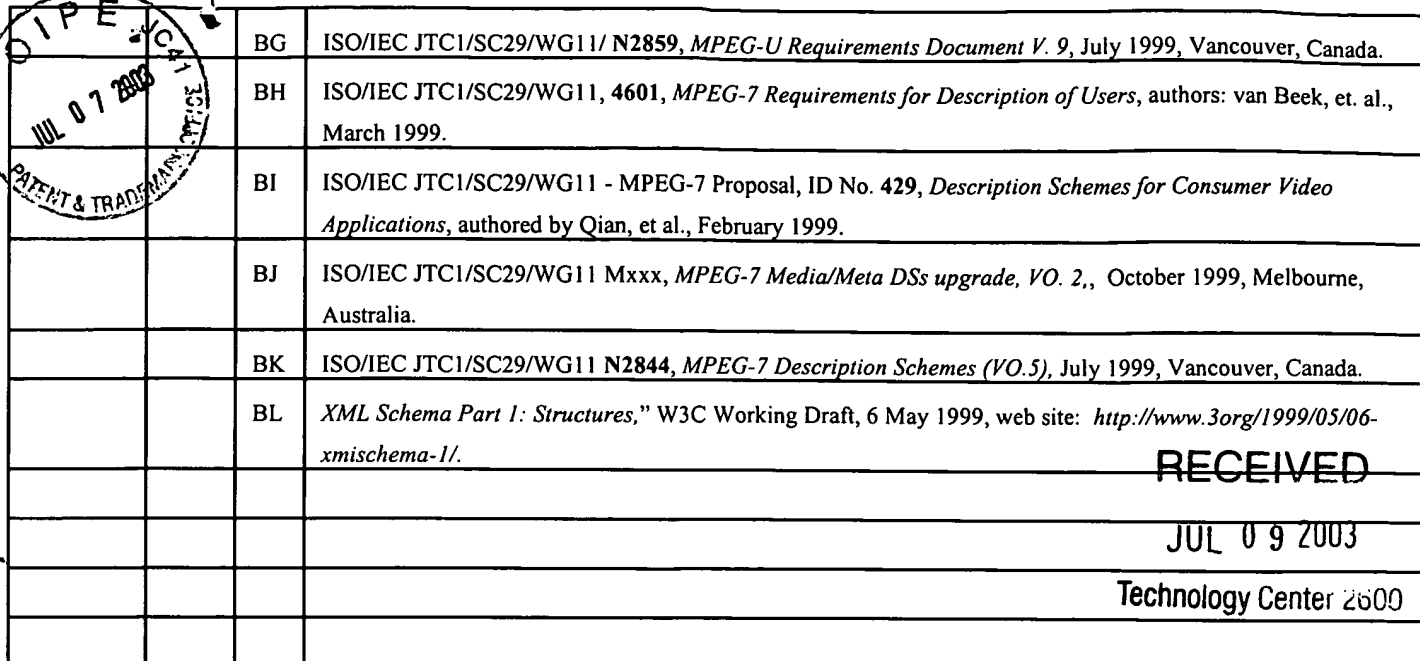 OIPE JC41
JUL 0 7 2003
PATENT & TRADEMARK
BG ISO/IEC JTC1/SC29/WG11/ N2859, MPEG-U Requirements Document V. 9, July 1999, Vancouver, Canada.
BH ISO/IEC JTC1/SC29/WG11, 4601, MPEG-7 Requirements for Description of Users, authors: van Beek, et. al.,
March 1999.
BI ISO/IEC JTC1/SC29/WG11 - MPEG-7 Proposal, ID No. 429, Description Schemes for Consumer Video
Applications, authored by Qian, et al., February 1999.
BJ ISO/IEC JTC1/SC29/WG11 Mxxx, MPEG-7 Media/Meta DSs upgrade, VO. 2,, October 1999, Melbourne,
Australia.
BK ISO/IEC JTC1/SC29/WG11 N2844, MPEG-7 Description Schemes (VO.5), July 1999, Vancouver, Canada.
BL XML Schema Part 1: Structures," W3C Working Draft, 6 May 1999, web site: http://www.3org/1999/05/06-
xmischema-1/.
RECEIVED
JUL 0 9 2003
Technology Center 2600